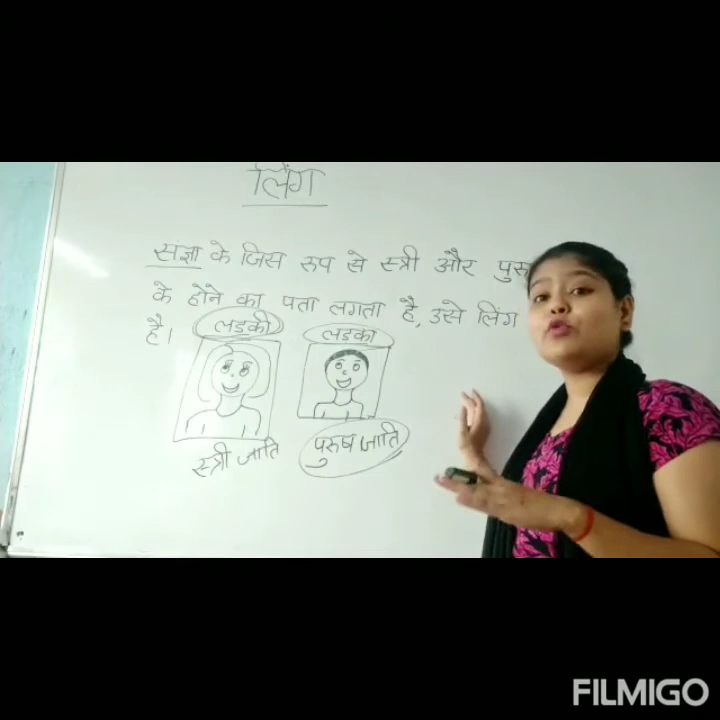 लिंग
संज्ञा के जिस रुप से स्त्री और
के होने का पता लगता है, उसे लिंग
है।
लड़की
लड़का
स्त्री जाति
पुरुष जाति
FILMIGO